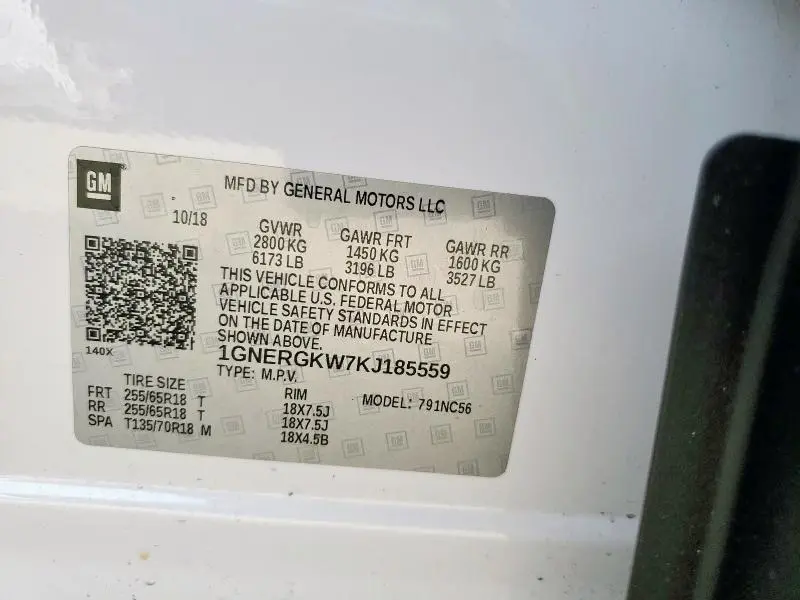 GM
MFD BY GENERAL MOTORS LLC
10/18
GVWR
2800 KG
6173 LB
GAWR FRT
1450 KG
3196 LB
GAWR RR
1600 KG
3527 LB
THIS VEHICLE CONFORMS TO ALL
APPLICABLE U.S. FEDERAL MOTOR
VEHICLE SAFETY STANDARDS IN EFFECT
ON THE DATE OF MANUFACTURE
SHOWN ABOVE.
140X
1GNERGKW7KJ185559
TYPE: M.P.V.
MODEL: 791NC56
TIRE SIZE RIM
FRT 255/65R18 T 18X7.5J
RR 255/65R18 T 18X7.5J
SPA T135/70R18 M 18X4.5B